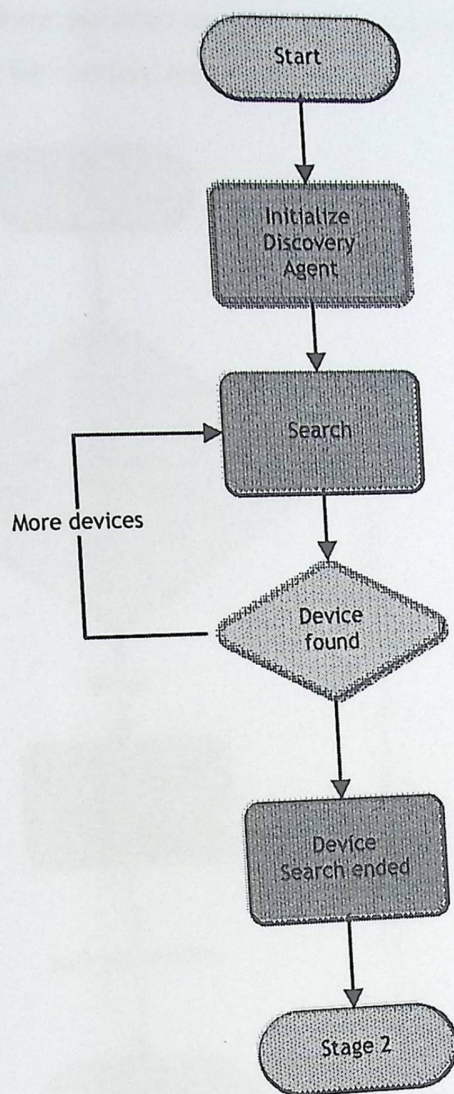 Start
Initialize
Discovery
Agent
Search
More devices
Device
found
Device
Search ended
Stage 2